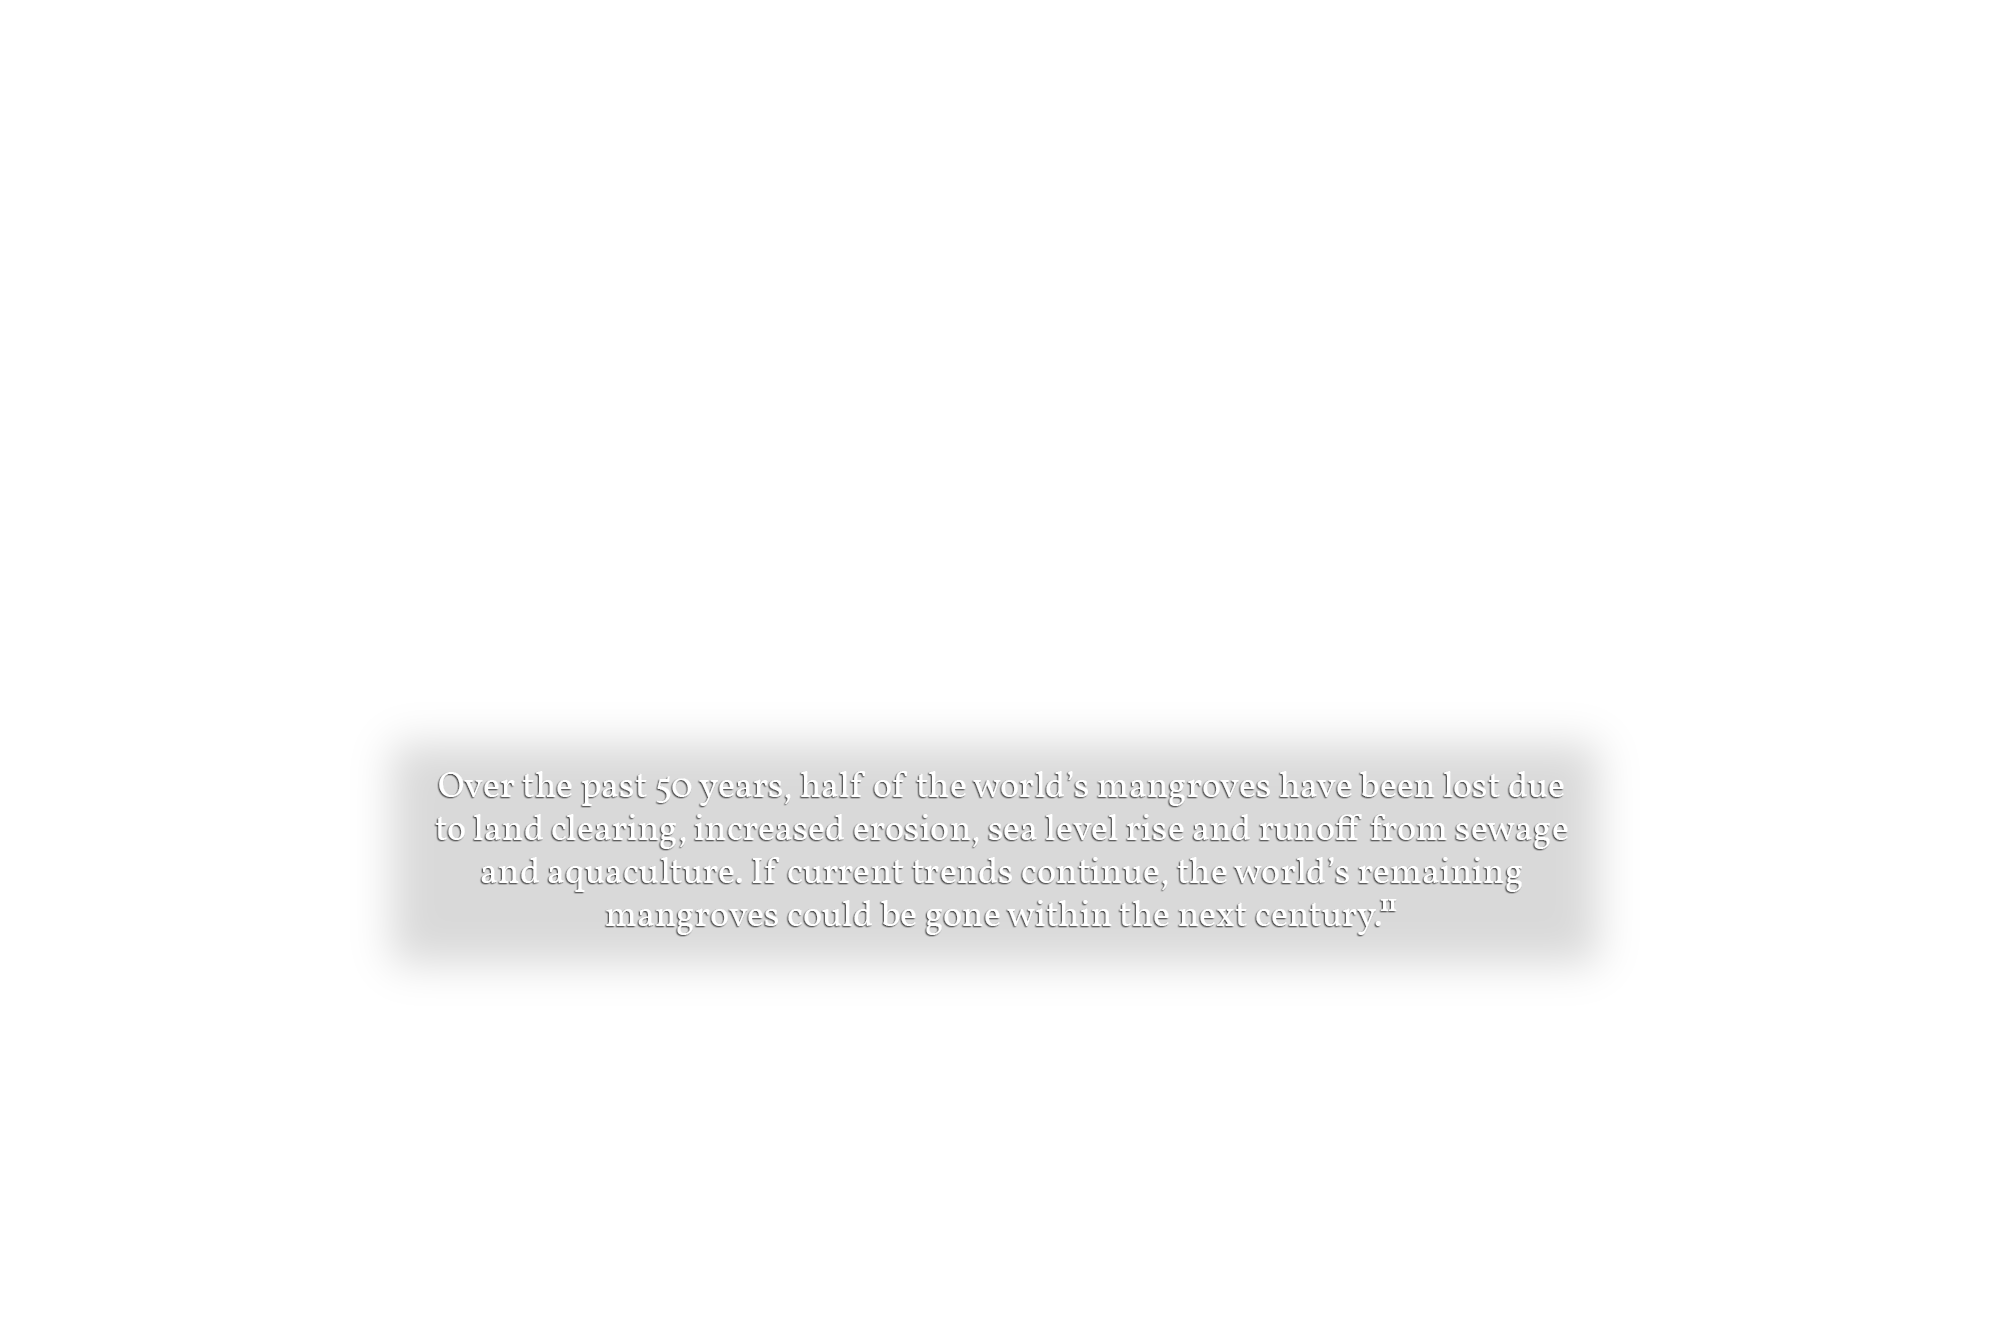 Over the past 50 years, half of the world’s mangroves have been lost due
to land clearing, increased erosion, sea level rise and runoff from sewage
and aquaculture. If current trends continue, the world’s remaining
mangroves could be gone within the next century.¹¹